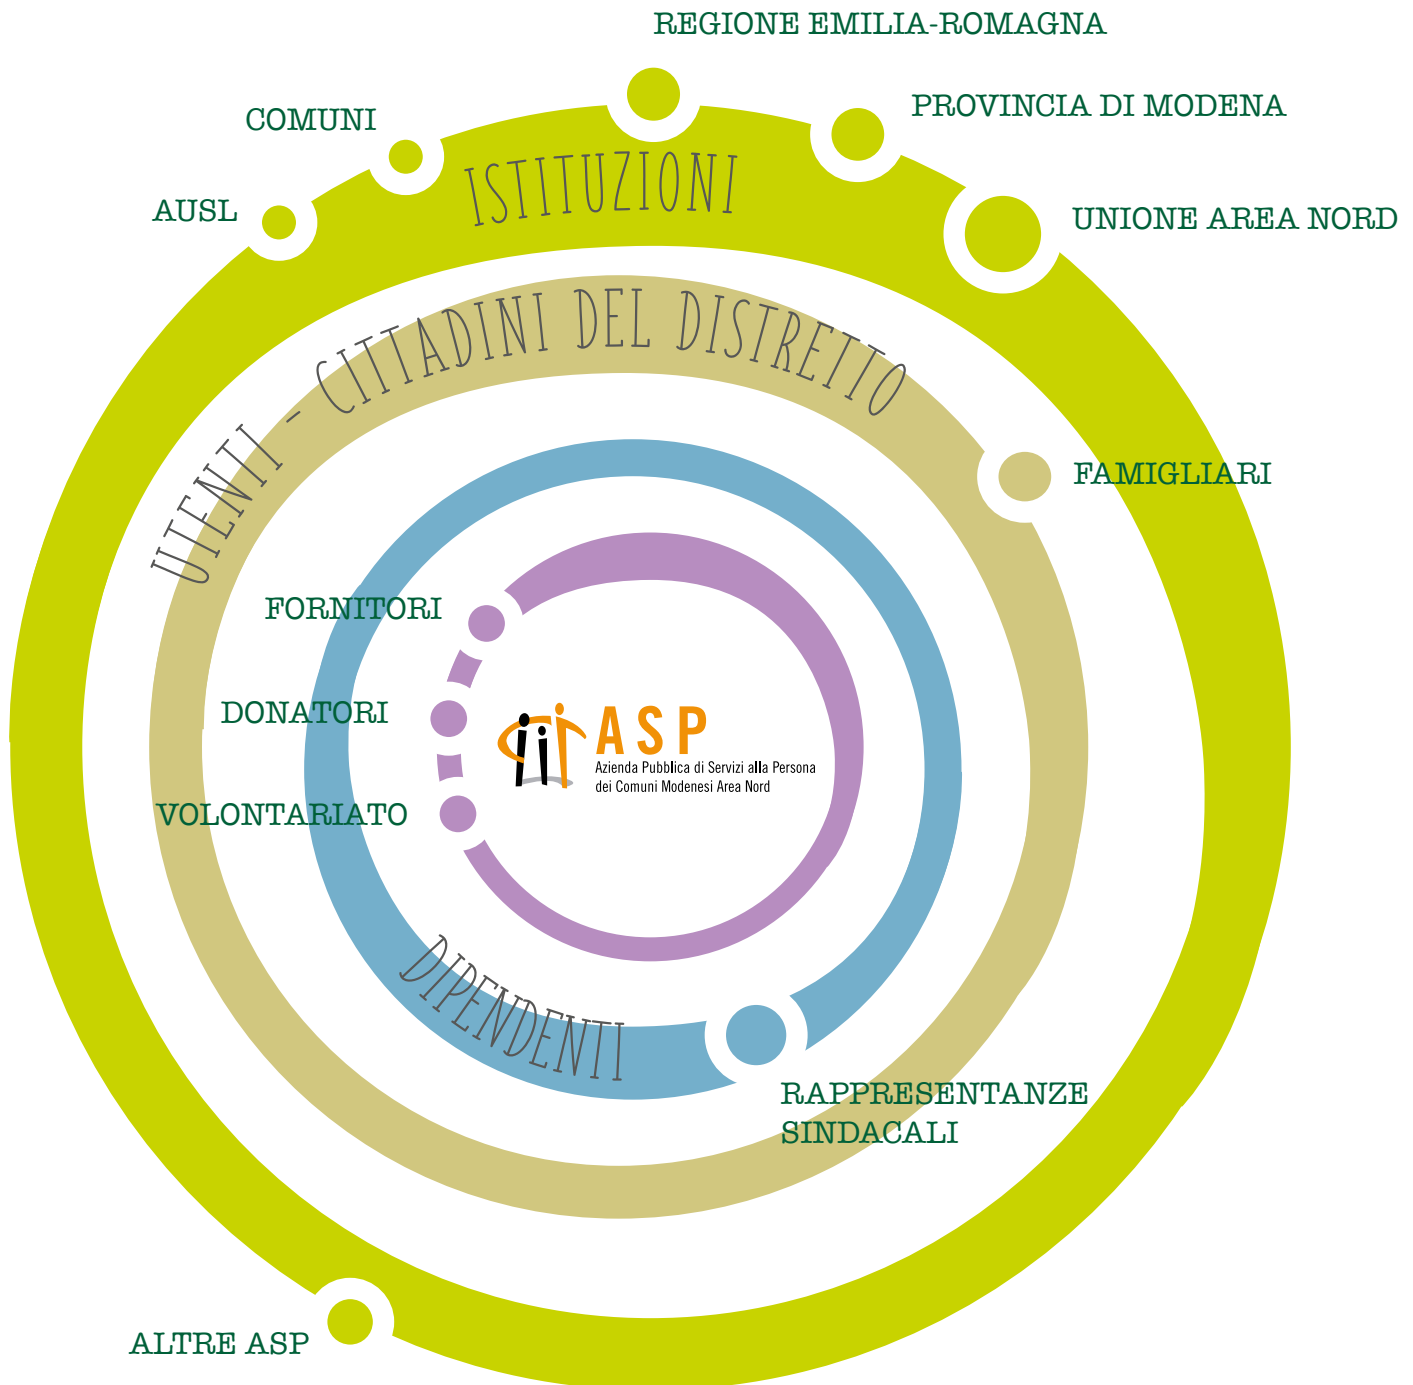 REGIONE EMILIA-ROMAGNA
PROVINCIA DI MODENA
COMUNI
ISTITUZIONI
AUSL
UNIONE AREA NORD
UTENTI - CITTADINI DEL DISTRETTO
FAMIGLIARI
FORNITORI
DONATORI
ASP
Azienda Pubblica di Servizi alla Persona
dei Comuni Modenesi Area Nord
VOLONTARIATO
DIPENDENTI
RAPPRESENTANZE
SINDACALI
ALTRE ASP